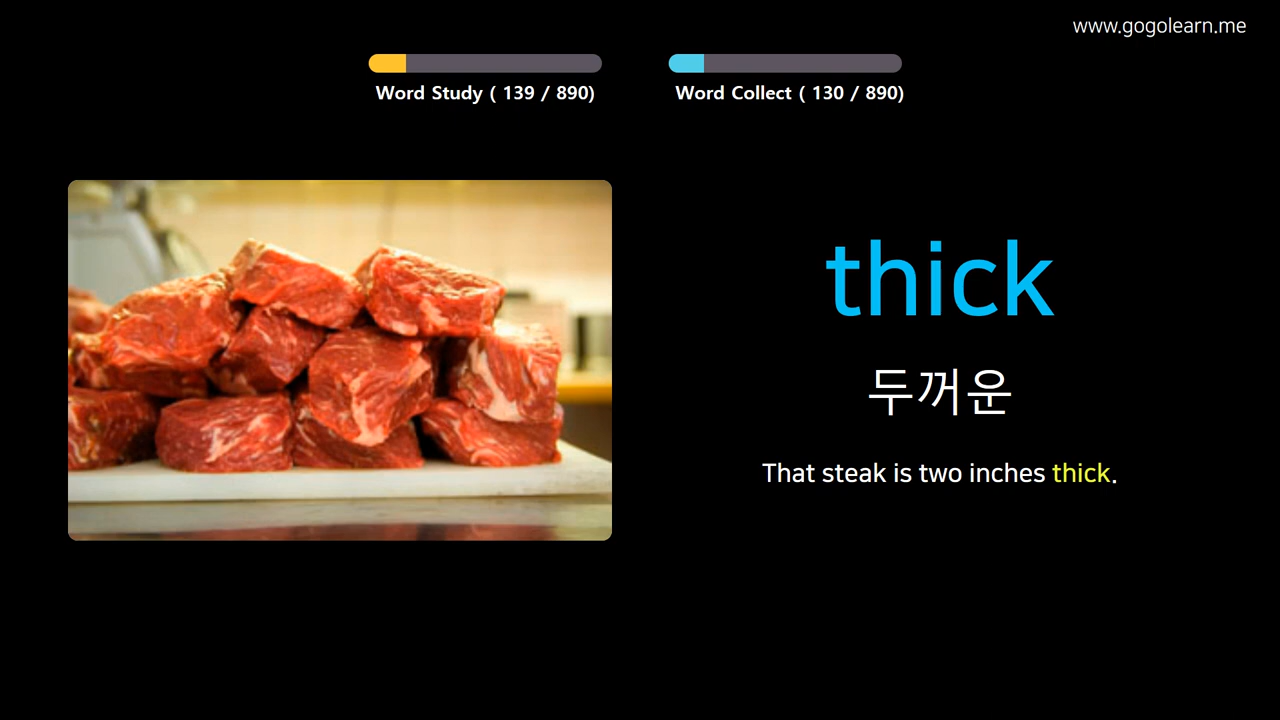 www.gogolearn.me
Word Study ( 139 / 890)
Word Collect ( 130 / 890)
thick
두꺼운
That steak is two inches thick.